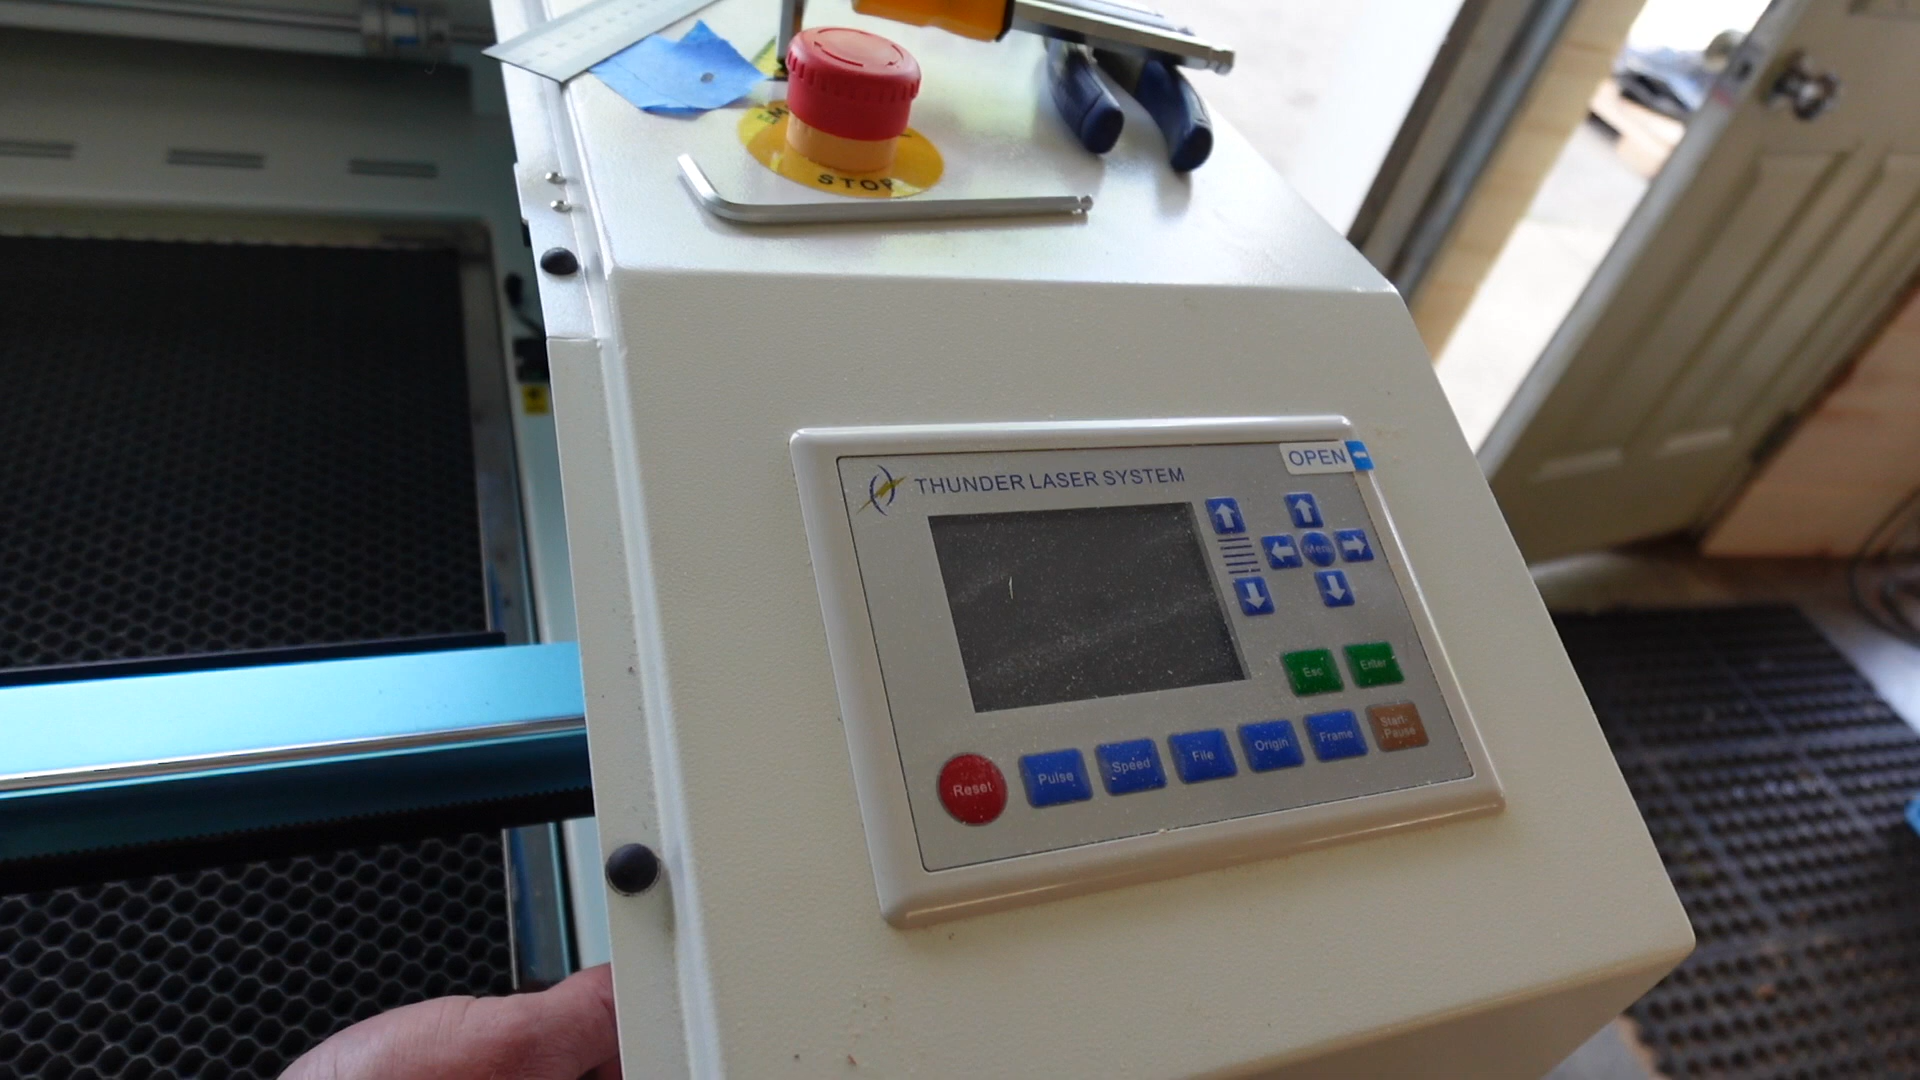 STOP
OPEN
THUNDER LASER SYSTEM
Menu
Esc
Enter
Reset
Pulse
Speed
File
Origin
Frame
Start-
Pause